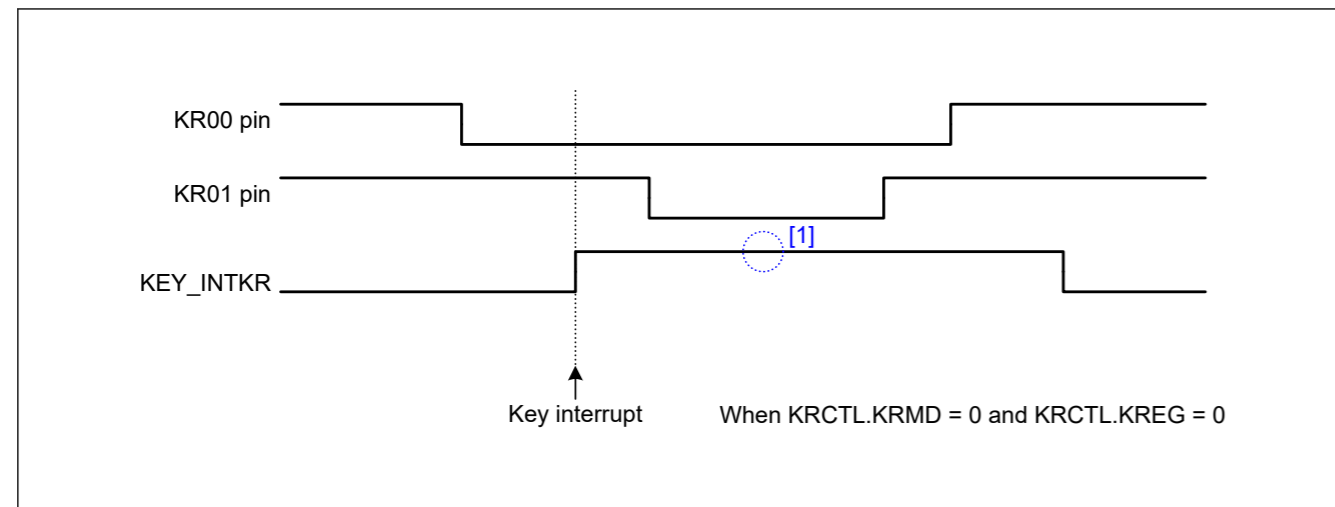 KR00 pin
KR01 pin
[1]
KEY_INTKR
Key interrupt
When KRCTL.KRMD = 0 and KRCTL.KREG = 0